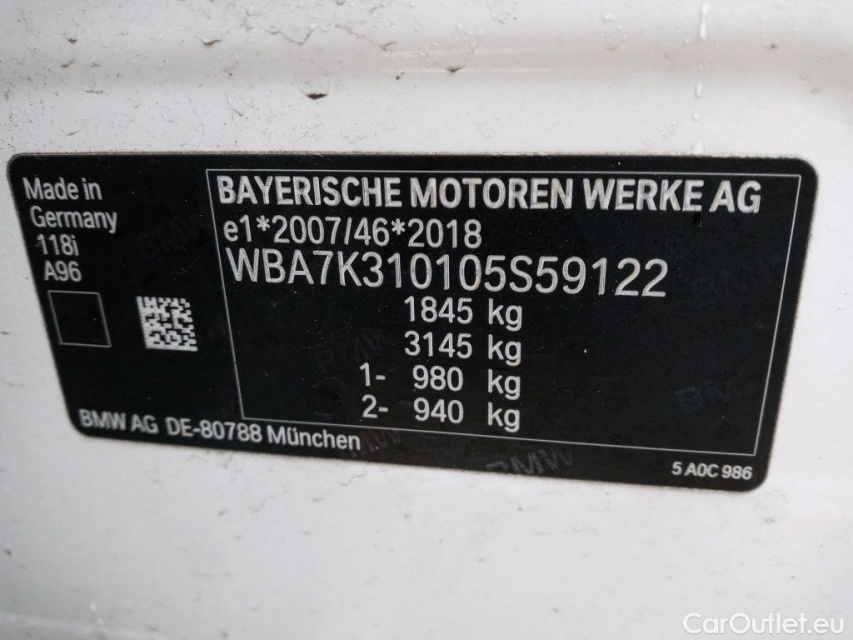 Made in
Germany
118i
A96
BAYERISCHE MOTOREN WERKE AG
e1*2007/46*2018
WBA7K310105S59122
1845 kg
3145 kg
1- 980 kg
2- 940 kg
BMW AG DE-80788 München
5 A0C 986
BMW
CarOutlet.eu